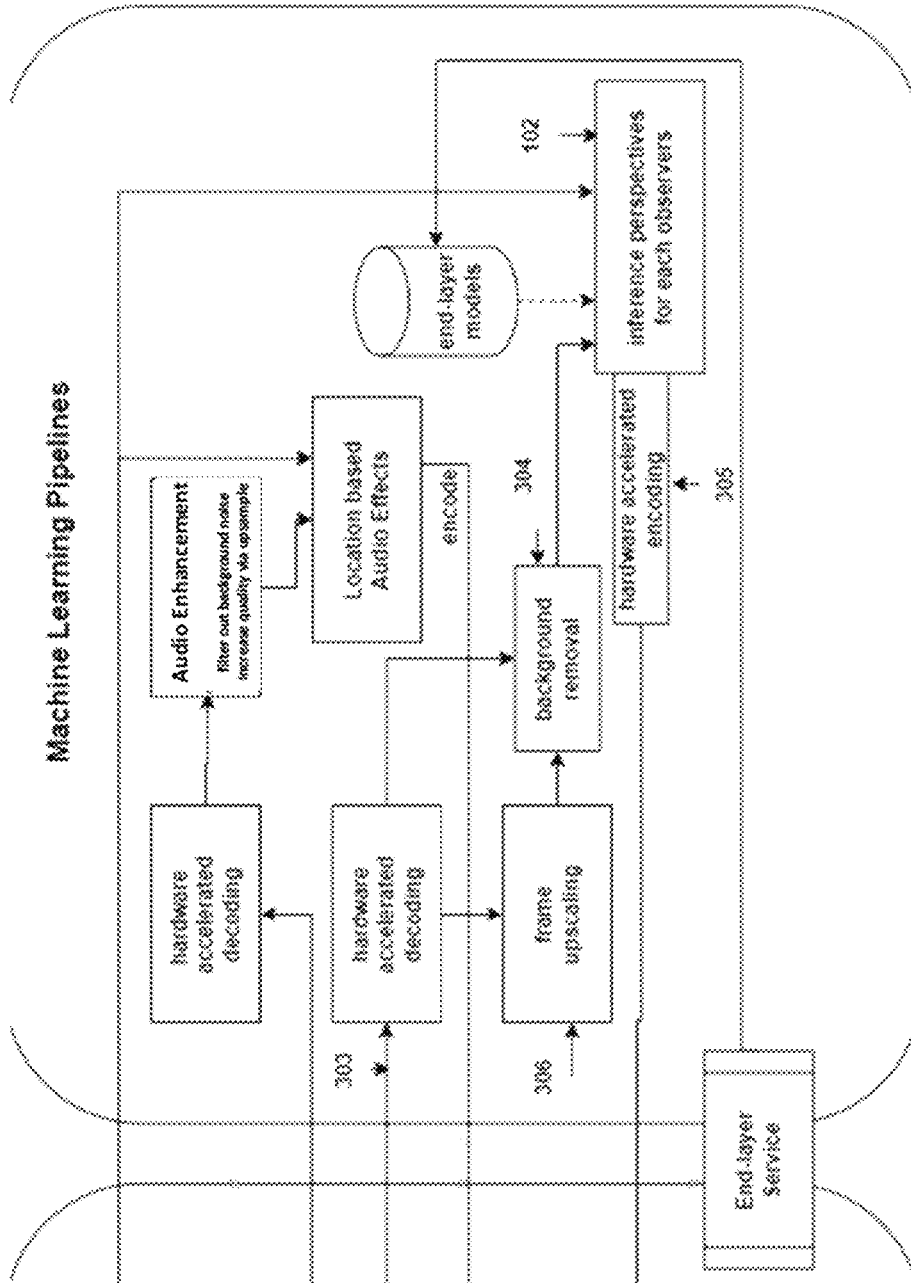 Machine Learning Pipelines
hardware
accelerated
decoding
Audio Enhancement
filter out background noise
increase quality via upsample
303
hardware
accelerated
decoding
Location based
Audio Effects
encode
end-layer
models
306
frame
upscaling
background
removal
304
102
hardware accelerated
encoding
305
inference perspectives
for each observers
End-layer
Service